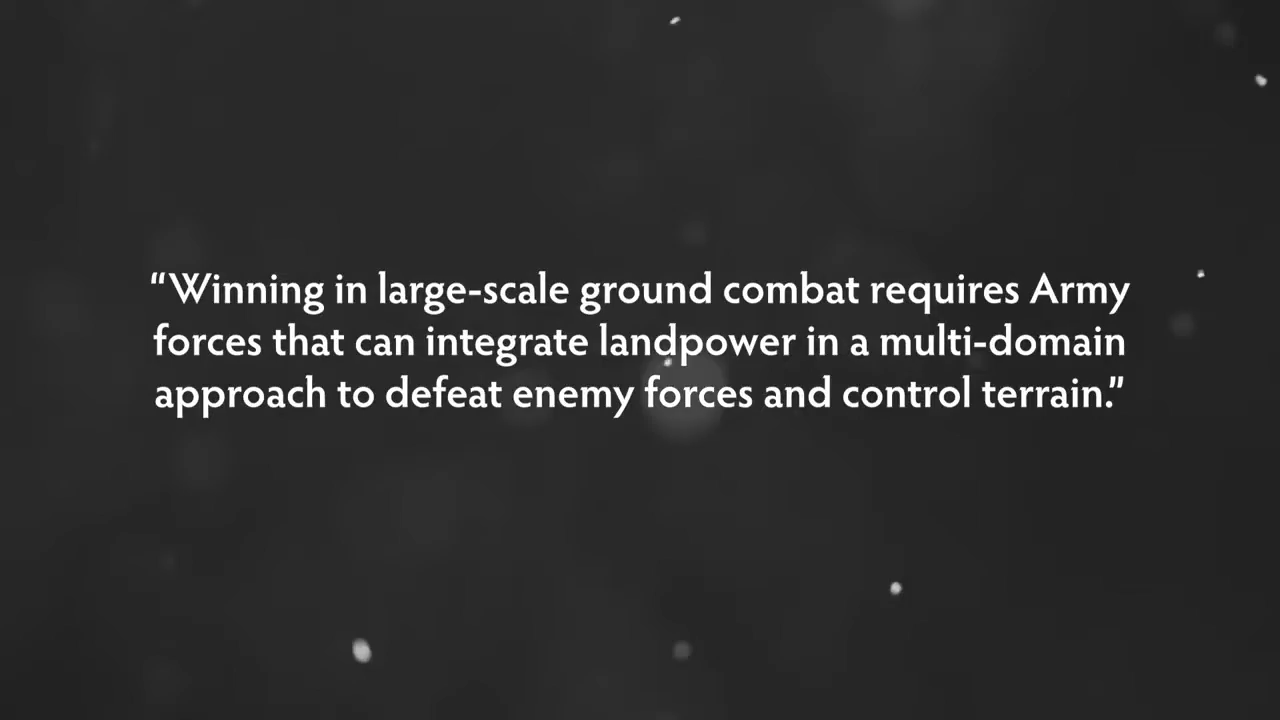 “Winning in large-scale ground combat requires Army
forces that can integrate landpower in a multi-domain
approach to defeat enemy forces and control terrain.”